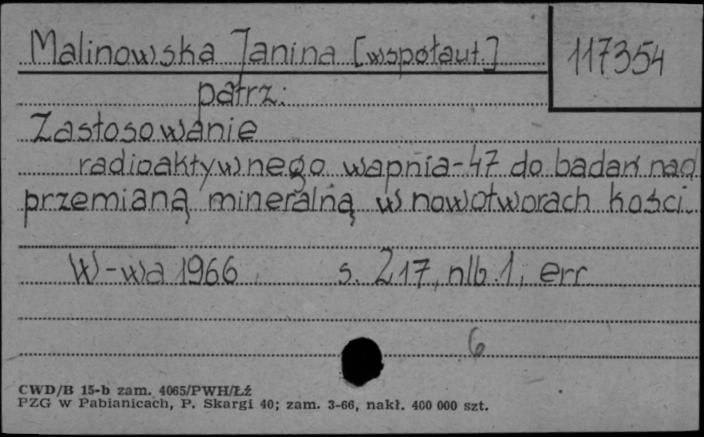 Malinowska Janina [współaut.]
117354
patrz:
Zastosowanie
radioaktywnego wapnia-47 do badań nad
przemianą mineralną w nowotworach kości.
W-wa 1966 s. 217, nlb. 1, err
6
CWD/B 15-b zam. 4065/PWH/Łź
PZG w Pabianicach, P. Skargi 40; zam. 3-66, nakł. 400 000 szt.